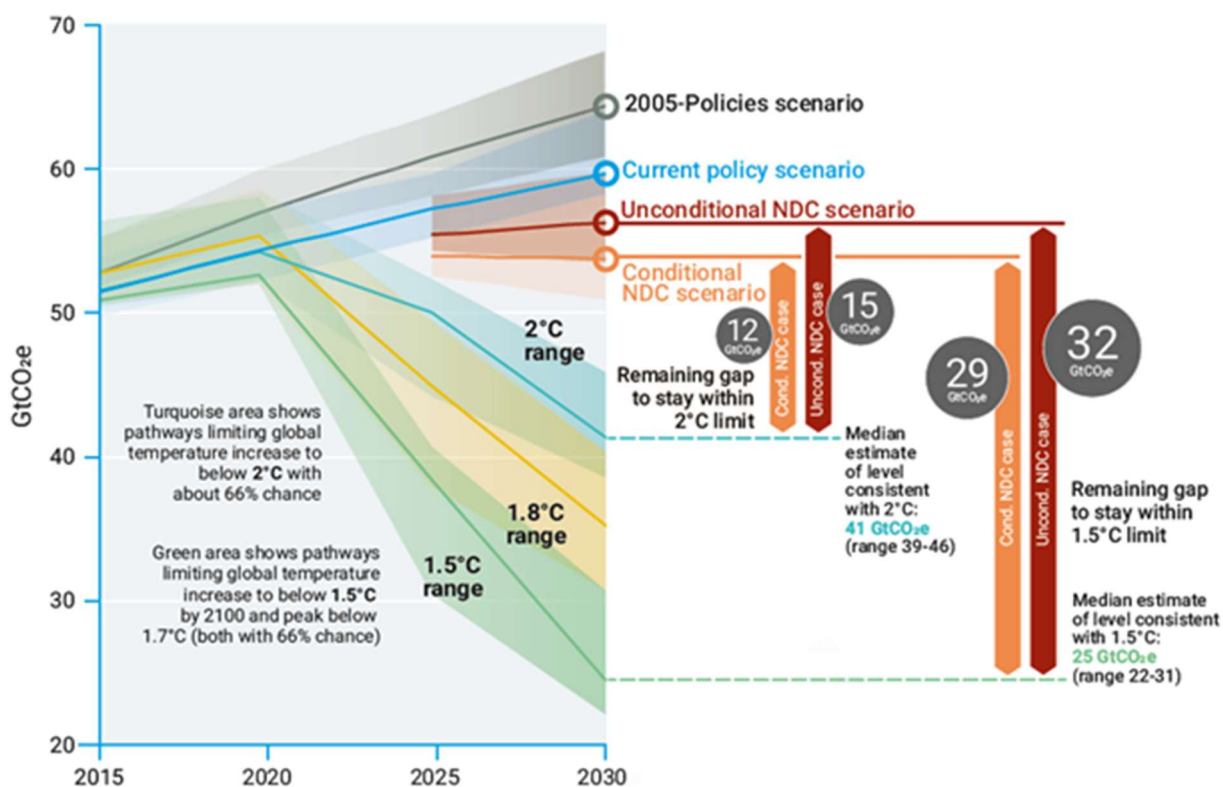 70
60
50
40
30
20
GtCO₂e
2015
2020
2025
2030
2005-Policies scenario
Current policy scenario
Unconditional NDC scenario
Conditional
NDC scenario
2°C
range
1.8°C
range
1.5°C
range
Turquoise area shows
pathways limiting global
temperature increase to
below 2°C with
about 66% chance
Green area shows pathways
limiting global temperature
increase to below 1.5°C
by 2100 and peak below
1.7°C (both with 66% chance)
12
GtCO₂e
Cond. NDC case
Uncond. NDC case
15
GtCO₂e
Remaining gap
to stay within
2°C limit
Median
estimate
of level
consistent
with 2°C:
41 GtCO₂e
(range 39-46)
29
GtCO₂e
Cond. NDC case
Uncond. NDC case
32
GtCO₂e
Remaining gap
to stay within
1.5°C limit
Median estimate
of level consistent
with 1.5°C:
25 GtCO₂e
(range 22-31)